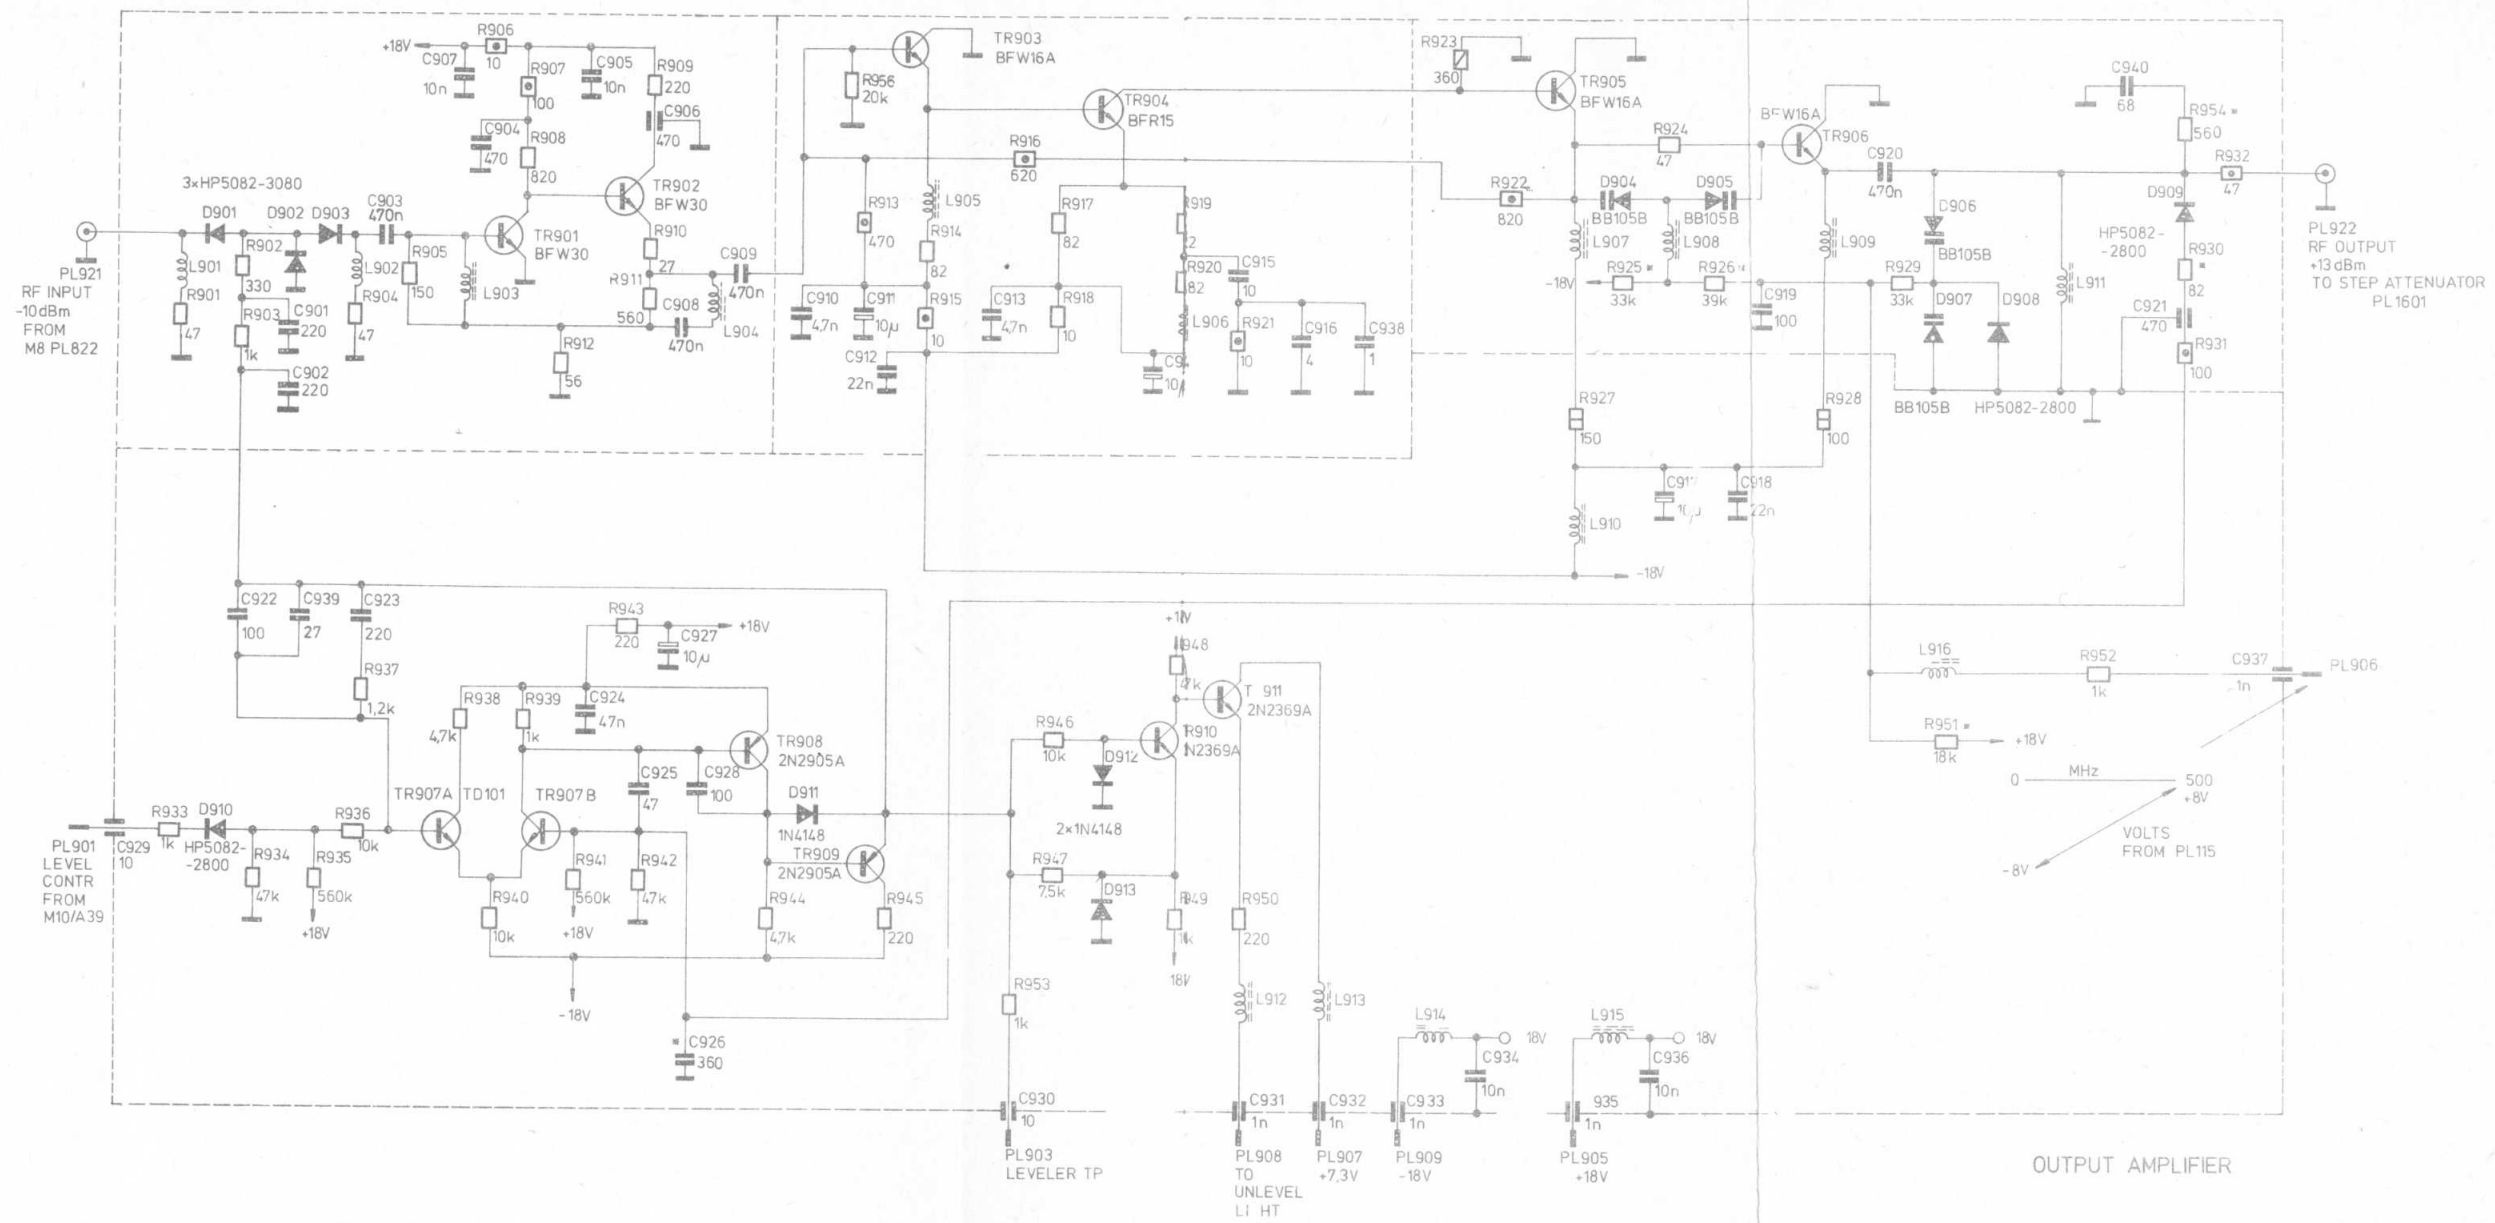 +18V
R906
10
C907
10n
R907
100
C905
10n
R909
220
C906
470
C904
470
R908
820
3xHP5082-3080
D901
D902
D903
C903
470n
TR902
BFW30
TR901
BFW30
PL921
RF INPUT
-10dBm
FROM
M8 PL822
L901
R901
47
R902
330
R903
1k
C901
220
C902
220
L902
R904
47
R905
150
L903
R910
27
R911
560
C908
470n
C909
470n
L904
R912
56
TR903
BFW16A
R956
20k
TR904
BFR15
R916
620
R913
470
L905
R914
82
R915
10
C910
4,7n
C911
10µ
C912
22n
R917
82
R918
10
C913
4,7n
R920
82
L906
C915
10
R921
10
C916
4
C938
1
R923
360
TR905
BFW16A
R924
47
BFW16A
TR906
R922
820
D904
BB105B
D905
BB105B
L907
L908
-18V
R925*
33k
R926*
39k
C919
100
L909
C920
470n
D906
BB105B
R929
33k
D907
D908
BB105B
HP5082-2800
L911
C940
68
R954*
560
R932
47
D909
HP5082-
-2800
R930
*
82
C921
470
R931
100
PL922
RF OUTPUT
+13dBm
TO STEP ATTENUATOR
PL1601
R927
150
R928
100
10µ
C918
22n
L910
-18V
C922
100
C939
27
C923
220
R937
1,2k
R943
220
C927
10µ
+18V
R938
4,7k
R939
1k
C924
47n
TR908
2N2905A
C925
47
C928
100
D911
1N4148
TR909
2N2905A
TR907A
TD101
TR907B
PL901
LEVEL
CONTR
FROM
M10/A39
C929
10
R933
1k
D910
HP5082-
-2800
R934
47k
R935
560k
+18V
R936
10k
R940
10k
R941
560k
+18V
R942
47k
R944
4,7k
R945
220
-18V
* C926
360
R946
10k
D912
2x1N4148
R947
7,5k
D913
2N2369A
R950
220
L912
L913
R953
1k
C930
10
PL903
LEVELER TP
C931
1n
PL908
TO
UNLEVEL
C932
1n
PL907
+7,3V
C933
1n
PL909
-18V
L914
18V
C934
10n
L915
18V
C936
10n
935
1n
PL905
+18V
L916
R952
1k
C937
1n
PL906
R951*
18k
+18V
0
MHz
500
+8V
VOLTS
FROM PL115
-8V
OUTPUT AMPLIFIER